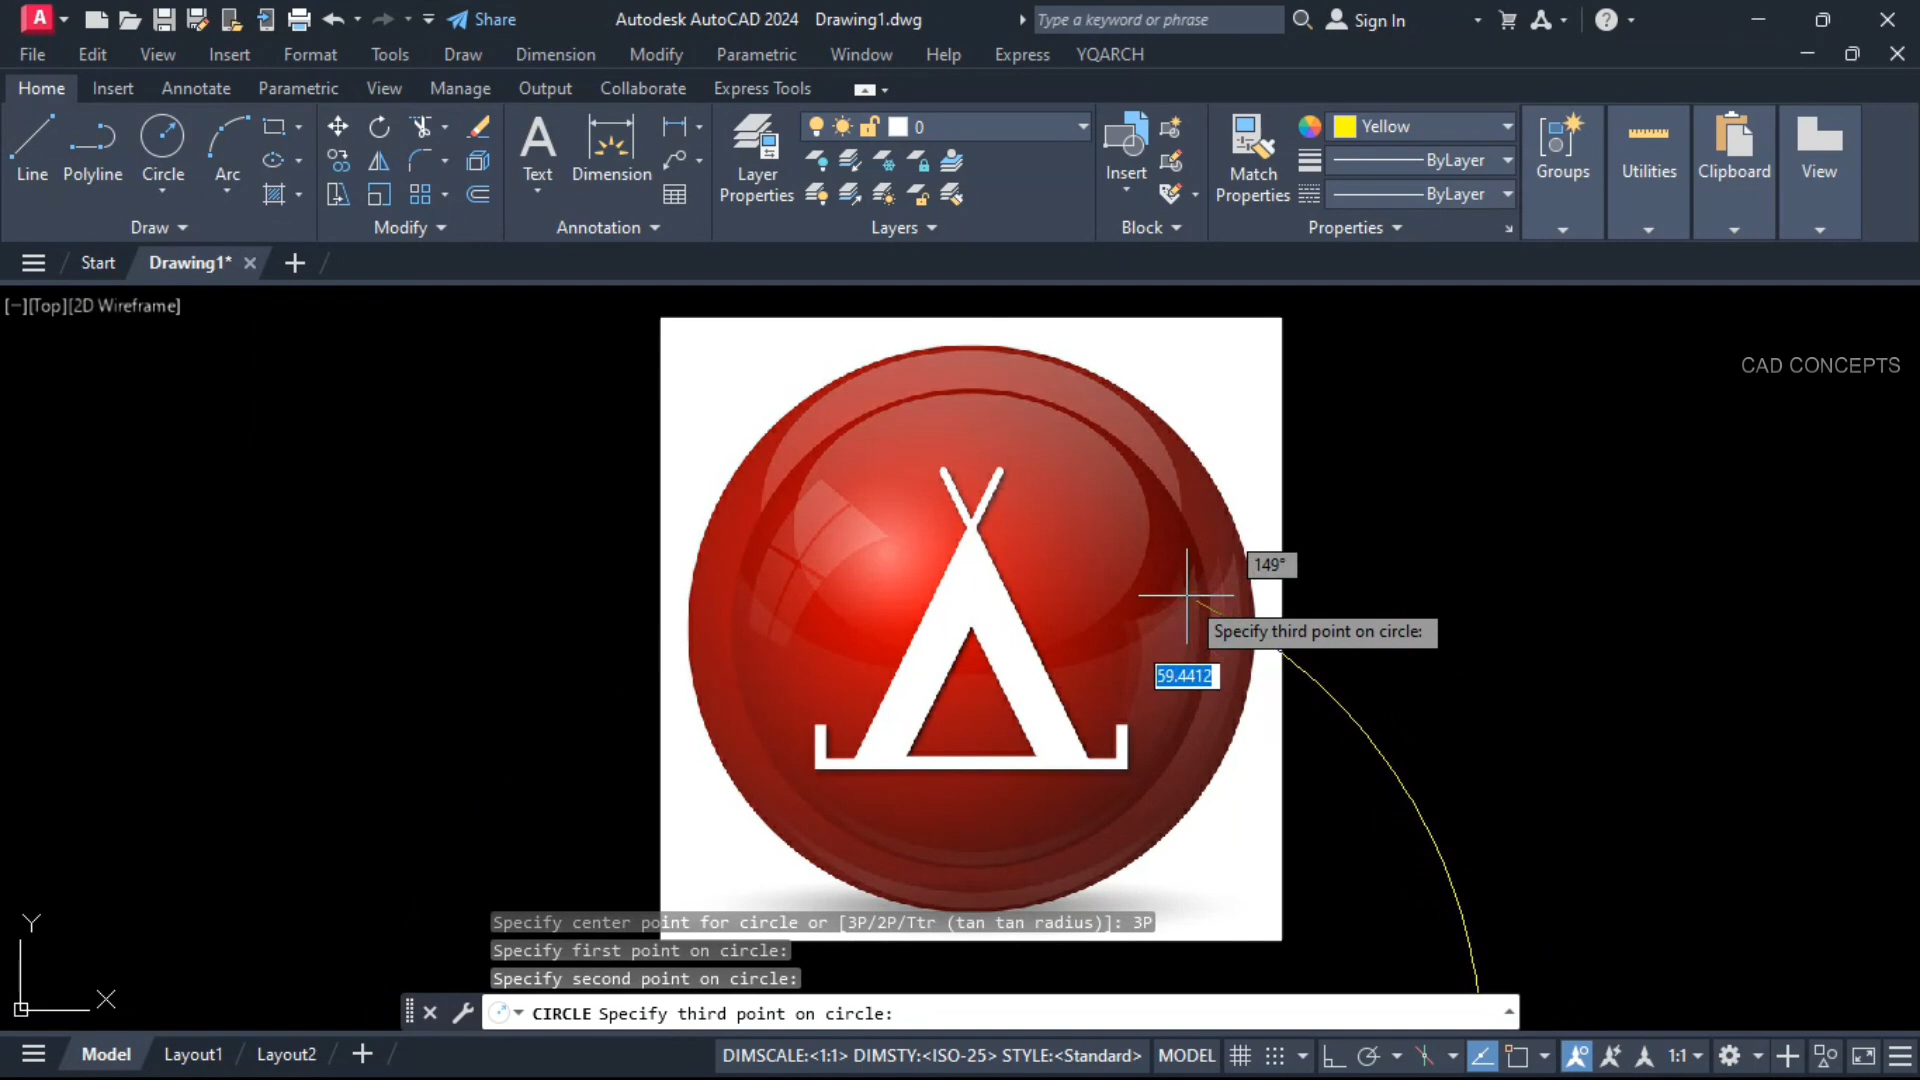 A Share Autodesk AutoCAD 2024 Drawing1.dwg Type a keyword or phrase Sign In
File Edit View Insert Format Tools Draw Dimension Modify Parametric Window Help Express YQARCH
Home Insert Annotate Parametric View Manage Output Collaborate Express Tools
0 Yellow
ByLayer
ByLayer
Line Polyline Circle Arc Text Dimension Layer Properties Insert Match Properties Groups Utilities Clipboard View
Draw Modify Annotation Layers Block Properties
Start Drawing1*
[−][Top][2D Wireframe]
CAD CONCEPTS
149°
Specify third point on circle:
59.4412
Y
X
Specify center point for circle or [3P/2P/Ttr (tan tan radius)]: 3P
Specify first point on circle:
Specify second point on circle:
CIRCLE Specify third point on circle:
Model Layout1 Layout2 DIMSCALE:<1:1> DIMSTY:<ISO-25> STYLE:<Standard> MODEL 1:1